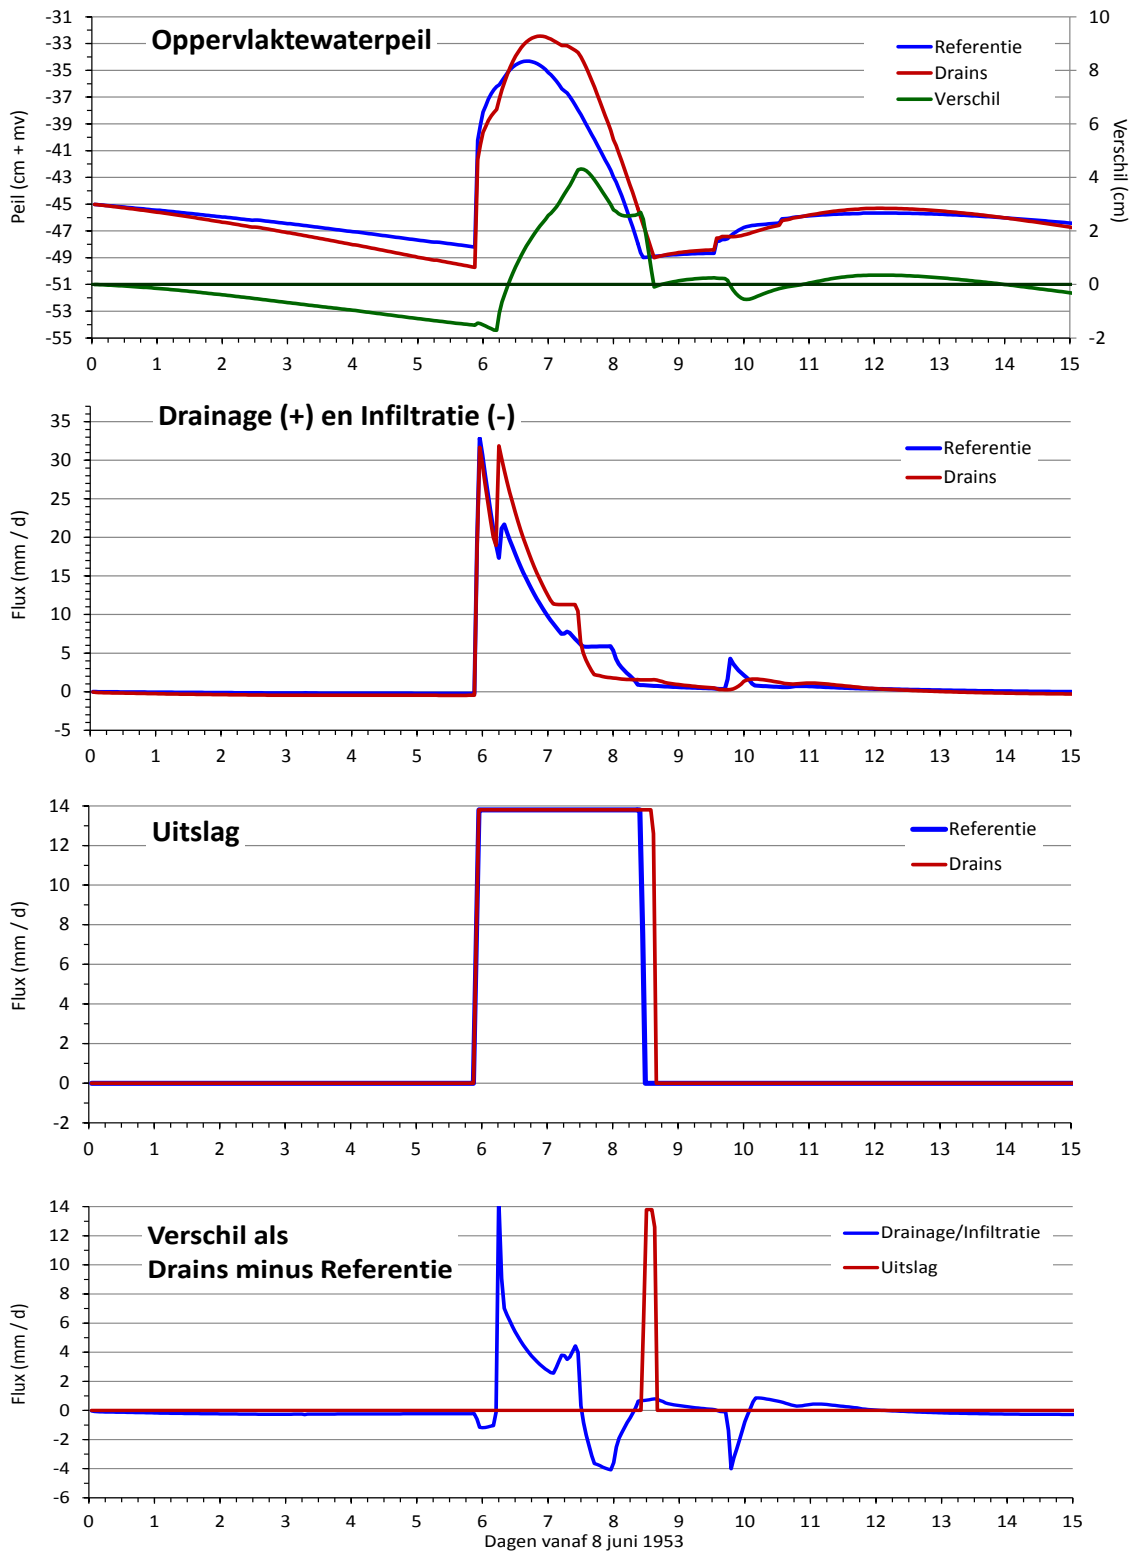 Oppervlaktewaterpeil
Peil (cm + mv)
Verschil (cm)
-31
-33
-35
-37
-39
-41
-43
-45
-47
-49
-51
-53
-55
10
8
6
4
2
0
-2
Referentie
Drains
Verschil
0 1 2 3 4 5 6 7 8 9 10 11 12 13 14 15
Drainage (+) en Infiltratie (-)
Flux (mm / d)
35
30
25
20
15
10
5
0
-5
Referentie
Drains
0 1 2 3 4 5 6 7 8 9 10 11 12 13 14 15
Uitslag
Flux (mm / d)
14
12
10
8
6
4
2
0
-2
Referentie
Drains
0 1 2 3 4 5 6 7 8 9 10 11 12 13 14 15
Verschil als
Drains minus Referentie
Flux (mm / d)
14
12
10
8
6
4
2
0
-2
-4
-6
Drainage/Infiltratie
Uitslag
0 1 2 3 4 5 6 7 8 9 10 11 12 13 14 15
Dagen vanaf 8 juni 1953